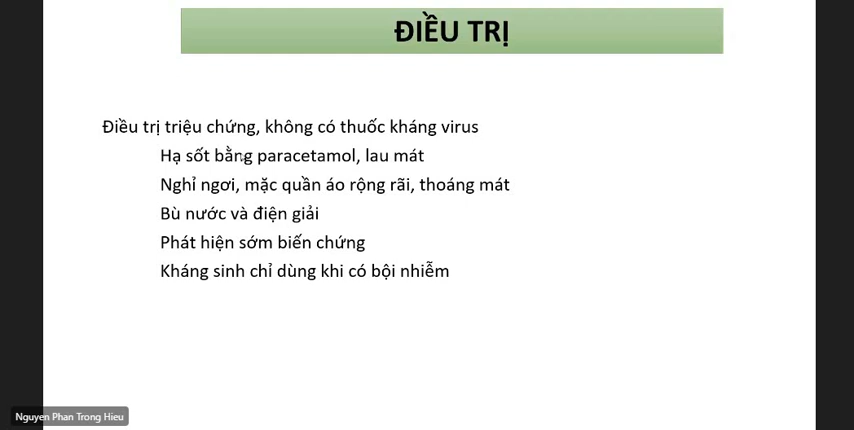 ĐIỀU TRỊ
Điều trị triệu chứng, không có thuốc kháng virus
Hạ sốt bằng paracetamol, lau mát
Nghỉ ngơi, mặc quần áo rộng rãi, thoáng mát
Bù nước và điện giải
Phát hiện sớm biến chứng
Kháng sinh chỉ dùng khi có bội nhiễm
Nguyen Phan Trong Hieu